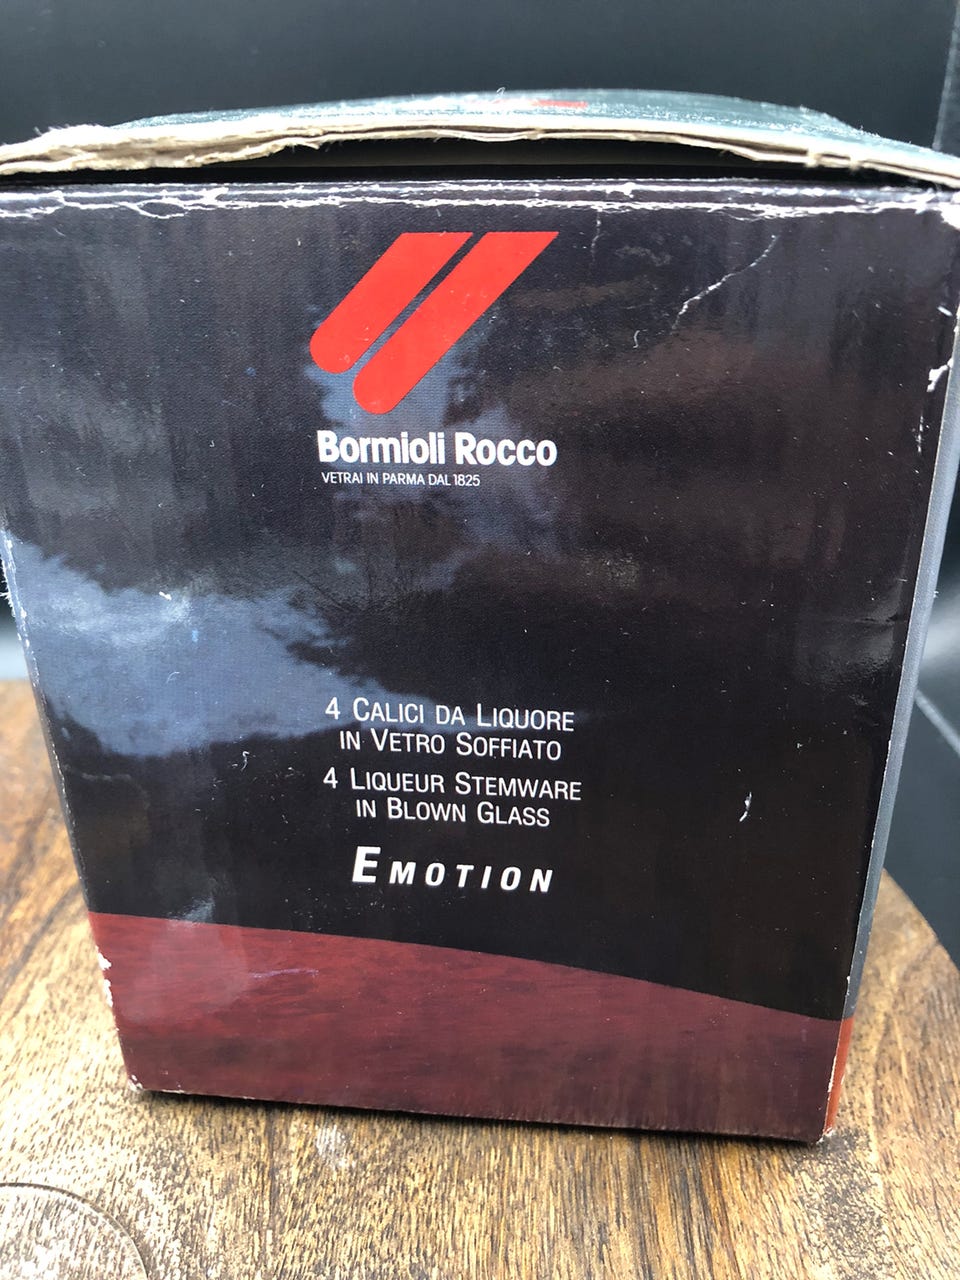 Bormioli Rocco
VETRAI IN PARMA DAL 1825
4 CALICI DA LIQUORE
IN VETRO SOFFIATO
4 LIQUEUR STEMWARE
IN BLOWN GLASS
EMOTION